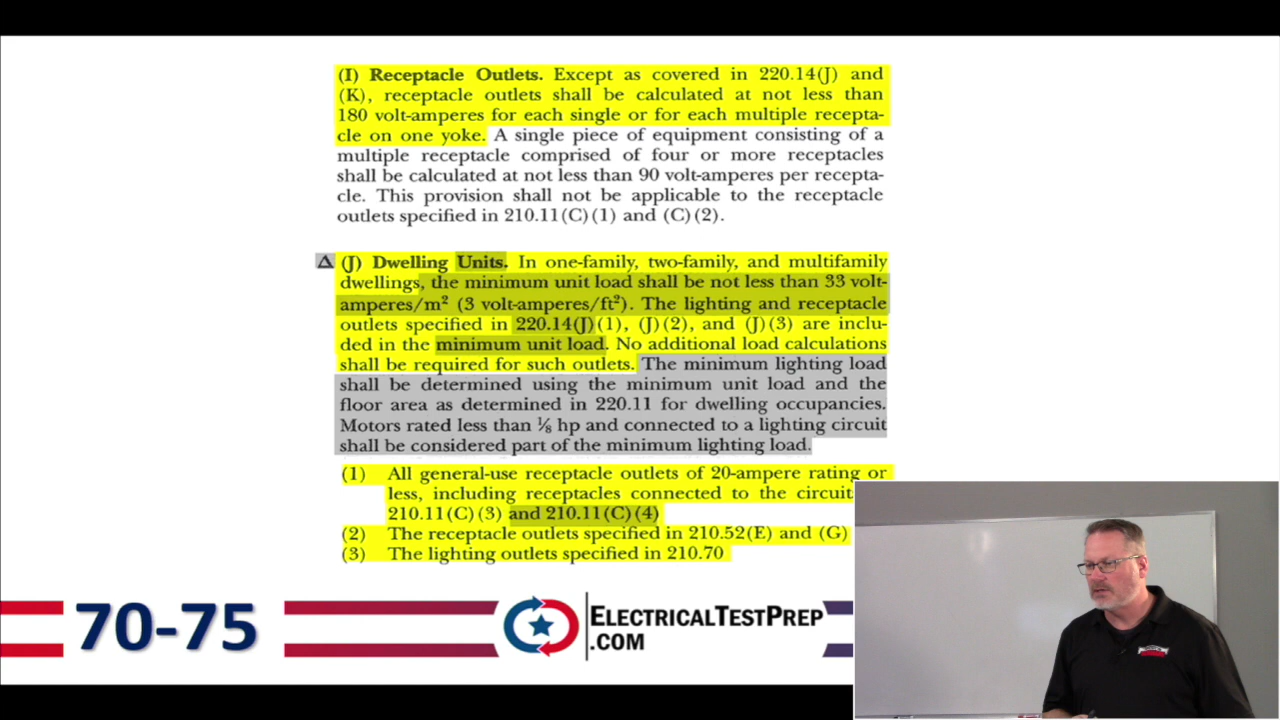 (I) Receptacle Outlets. Except as covered in 220.14(J) and
(K), receptacle outlets shall be calculated at not less than
180 volt-amperes for each single or for each multiple recepta-
cle on one yoke. A single piece of equipment consisting of a
multiple receptacle comprised of four or more receptacles
shall be calculated at not less than 90 volt-amperes per recepta-
cle. This provision shall not be applicable to the receptacle
outlets specified in 210.11(C)(1) and (C)(2).
Δ (J) Dwelling Units. In one-family, two-family, and multifamily
dwellings, the minimum unit load shall be not less than 33 volt-
amperes/m² (3 volt-amperes/ft²). The lighting and receptacle
outlets specified in 220.14(J)(1), (J)(2), and (J)(3) are inclu-
ded in the minimum unit load. No additional load calculations
shall be required for such outlets. The minimum lighting load
shall be determined using the minimum unit load and the
floor area as determined in 220.11 for dwelling occupancies.
Motors rated less than ⅛ hp and connected to a lighting circuit
shall be considered part of the minimum lighting load.
(1) All general-use receptacle outlets of 20-ampere rating or
less, including receptacles connected to the circuit
210.11(C)(3) and 210.11(C)(4)
(2) The receptacle outlets specified in 210.52(E) and (G)
(3) The lighting outlets specified in 210.70
70-75
ELECTRICALTESTPREP
.COM